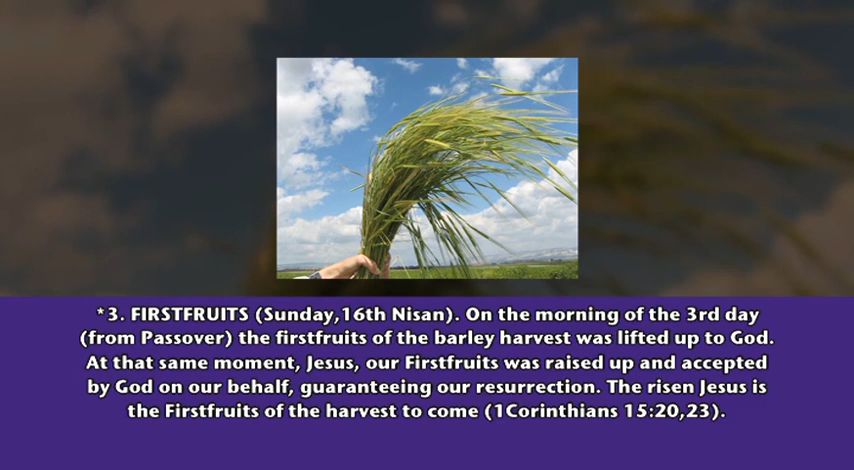 *3. FIRSTFRUITS (Sunday,16th Nisan). On the morning of the 3rd day
(from Passover) the firstfruits of the barley harvest was lifted up to God.
At that same moment, Jesus, our Firstfruits was raised up and accepted
by God on our behalf, guaranteeing our resurrection. The risen Jesus is
the Firstfruits of the harvest to come (1Corinthians 15:20,23).